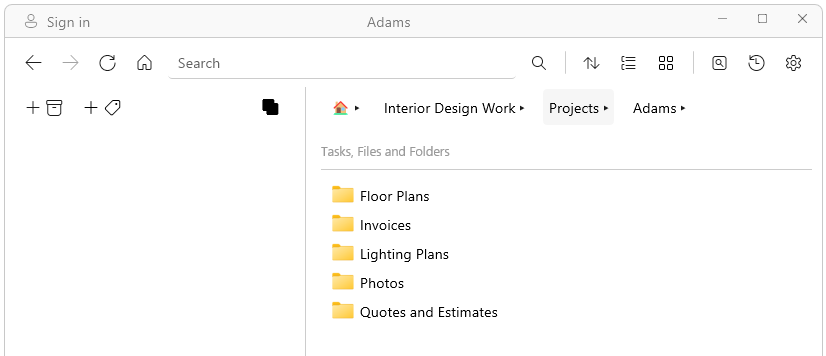 Sign in
Adams
Search
Interior Design Work
Projects
Adams
Tasks, Files and Folders
Floor Plans
Invoices
Lighting Plans
Photos
Quotes and Estimates